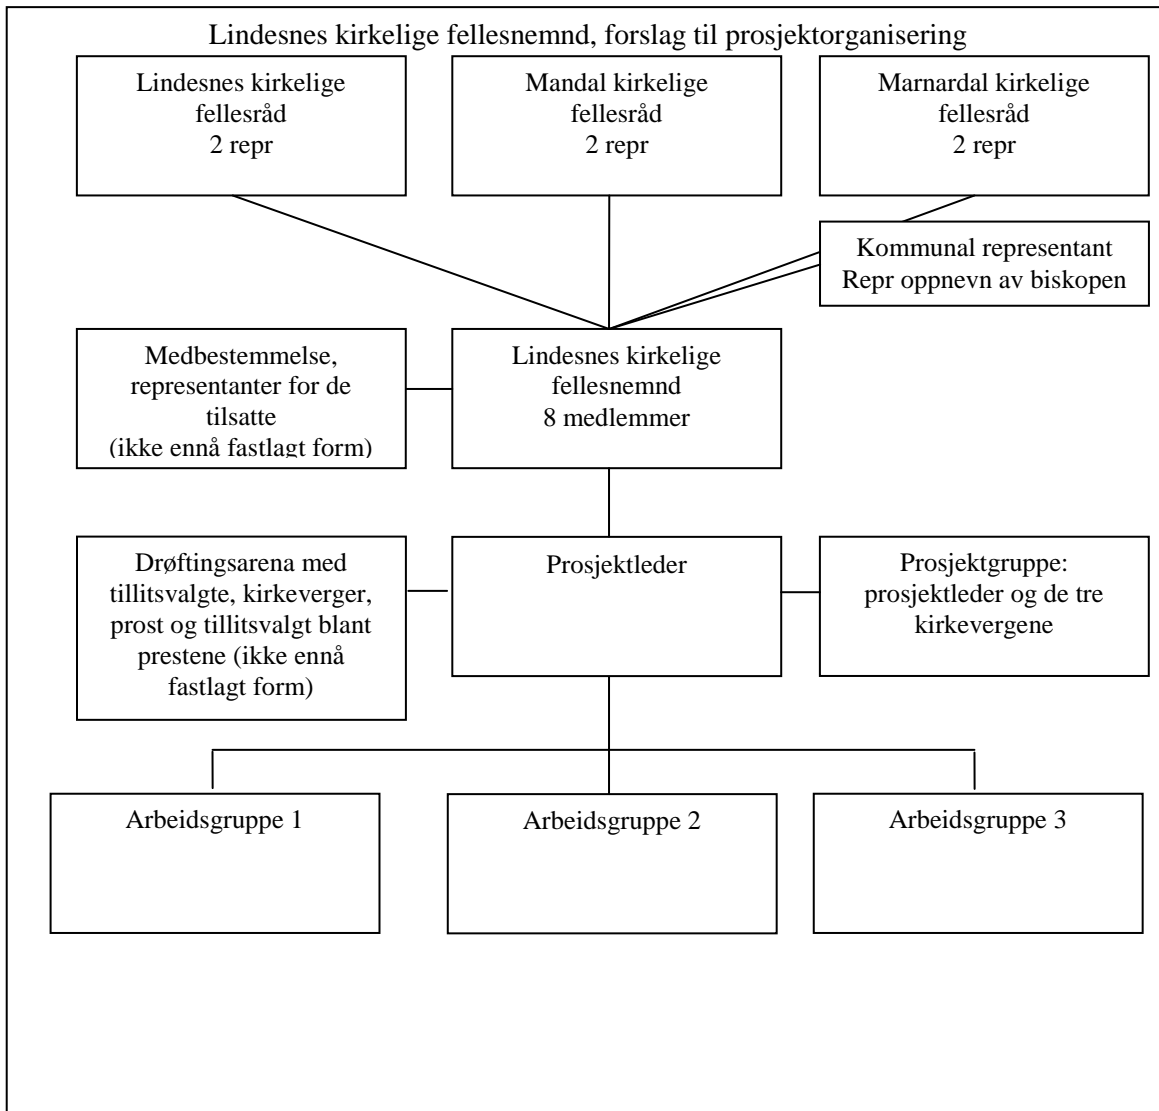 Lindesnes kirkelige fellesnemnd, forslag til prosjektorganisering
Lindesnes kirkelige
fellesråd
2 repr
Mandal kirkelige
fellesråd
2 repr
Marnardal kirkelige
fellesråd
2 repr
Kommunal representant
Repr oppnevn av biskopen
Medbestemmelse,
representanter for de
tilsatte
(ikke ennå fastlagt form)
Lindesnes kirkelige
fellesnemnd
8 medlemmer
Drøftingsarena med
tillitsvalgte, kirkeverger,
prost og tillitsvalgt blant
prestene (ikke ennå
fastlagt form)
Prosjektleder
Prosjektgruppe:
prosjektleder og de tre
kirkevergene
Arbeidsgruppe 1
Arbeidsgruppe 2
Arbeidsgruppe 3